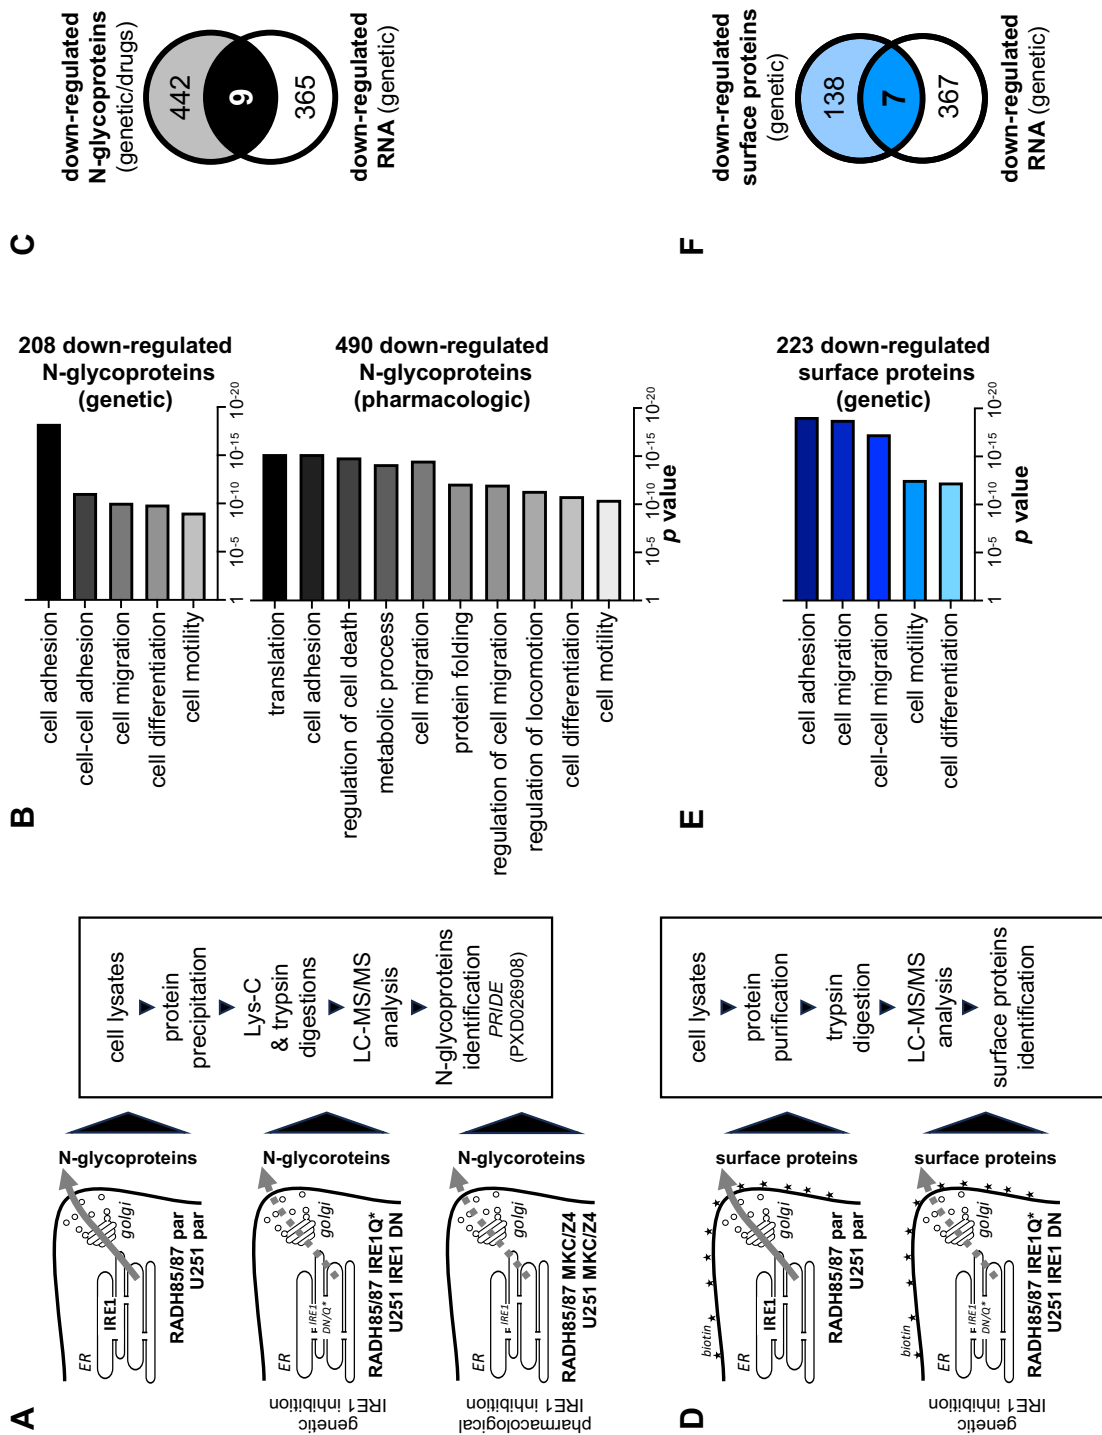 A
genetic
IRE1 inhibition
pharmacological
IRE1 inhibition
ER
IRE1
golgi
N-glycoproteins
RADH85/87 par
U251 par
ER
IRE1
DN/Q*
golgi
N-glycoroteins
RADH85/87 IRE1Q*
U251 IRE1 DN
ER
IRE1
golgi
N-glycoroteins
RADH85/87 MKC/Z4
U251 MKC/Z4
cell lysates
protein
precipitation
Lys-C
& trypsin
digestions
LC-MS/MS
analysis
N-glycoproteins
identification
PRIDE
(PXD026908)
B
208 down-regulated
N-glycoproteins
(genetic)
cell adhesion
cell-cell adhesion
cell migration
cell differentiation
cell motility
1
10-5
10-10
10-15
10-20
490 down-regulated
N-glycoproteins
(pharmacologic)
translation
cell adhesion
regulation of cell death
metabolic process
cell migration
protein folding
regulation of cell migration
regulation of locomotion
cell differentiation
cell motility
1
10-5
10-10
10-15
10-20
p value
C
down-regulated
N-glycoproteins
(genetic/drugs)
442
9
365
down-regulated
RNA (genetic)
D
genetic
IRE1 inhibition
biotin
ER
IRE1
golgi
surface proteins
RADH85/87 par
U251 par
biotin
ER
IRE1
DN/Q*
golgi
surface proteins
RADH85/87 IRE1Q*
U251 IRE1 DN
cell lysates
protein
purification
trypsin
digestion
LC-MS/MS
analysis
surface proteins
identification
E
223 down-regulated
surface proteins
(genetic)
cell adhesion
cell migration
cell-cell migration
cell motility
cell differentiation
1
10-5
10-10
10-15
10-20
p value
F
down-regulated
surface proteins
(genetic)
138
7
367
down-regulated
RNA (genetic)